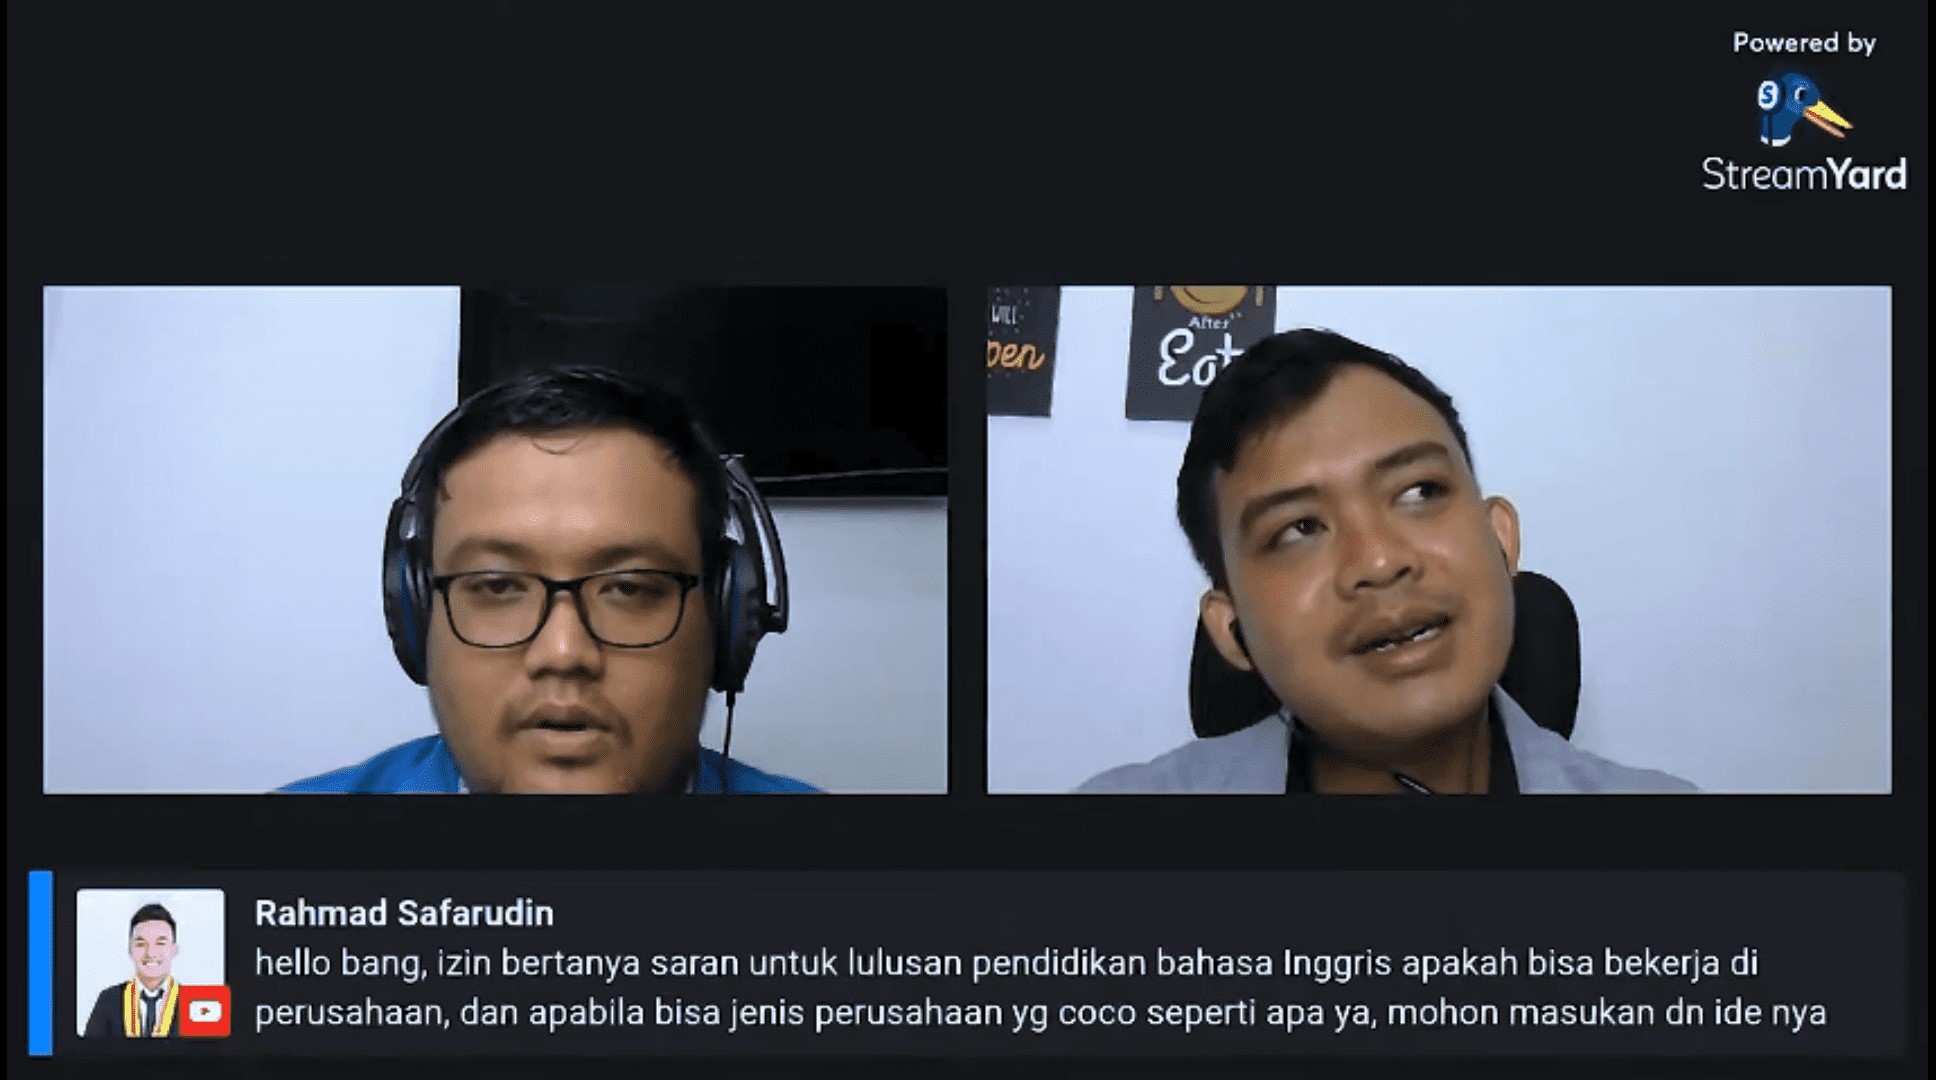 Powered by
S
StreamYard
WILL
pen
After
Eat
Rahmad Safarudin
hello bang, izin bertanya saran untuk lulusan pendidikan bahasa Inggris apakah bisa bekerja di
perusahaan, dan apabila bisa jenis perusahaan yg coco seperti apa ya, mohon masukan dn ide nya